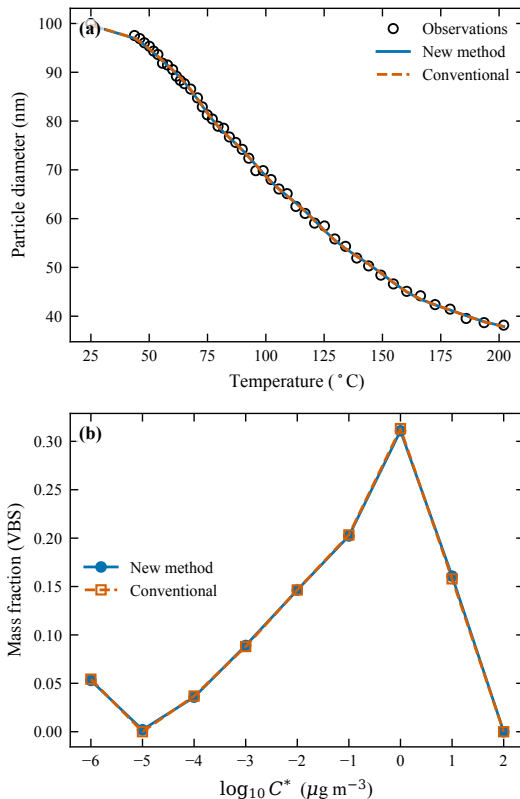 100
90
80
70
60
50
40
Particle diameter (nm)
(a)
Observations
New method
Conventional
25
50
75
100
125
150
175
200
Temperature (°C)
0.30
0.25
0.20
0.15
0.10
0.05
0.00
Mass fraction (VBS)
(b)
New method
Conventional
−6
−5
−4
−3
−2
−1
0
1
2
log₁₀ C* (μg m⁻³)